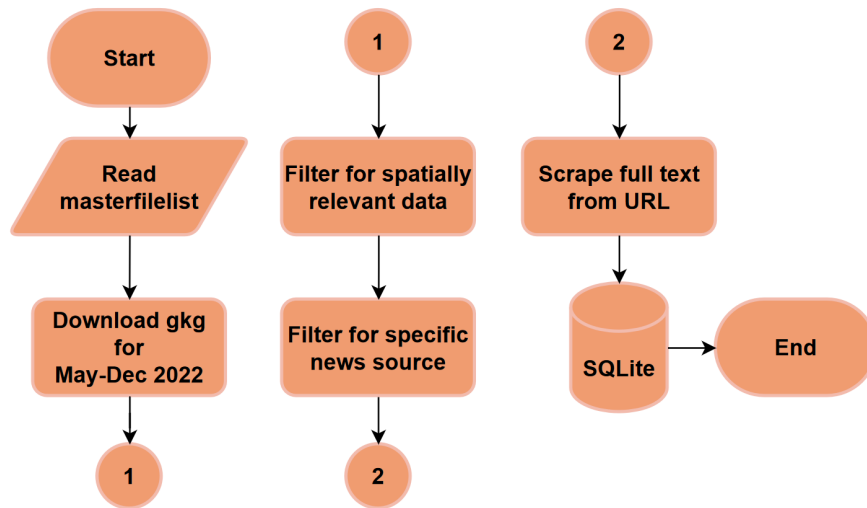 Start
Read
masterfilelist
Download gkg
for
May-Dec 2022
1
1
Filter for spatially
relevant data
Filter for specific
news source
2
2
Scrape full text
from URL
SQLite
End